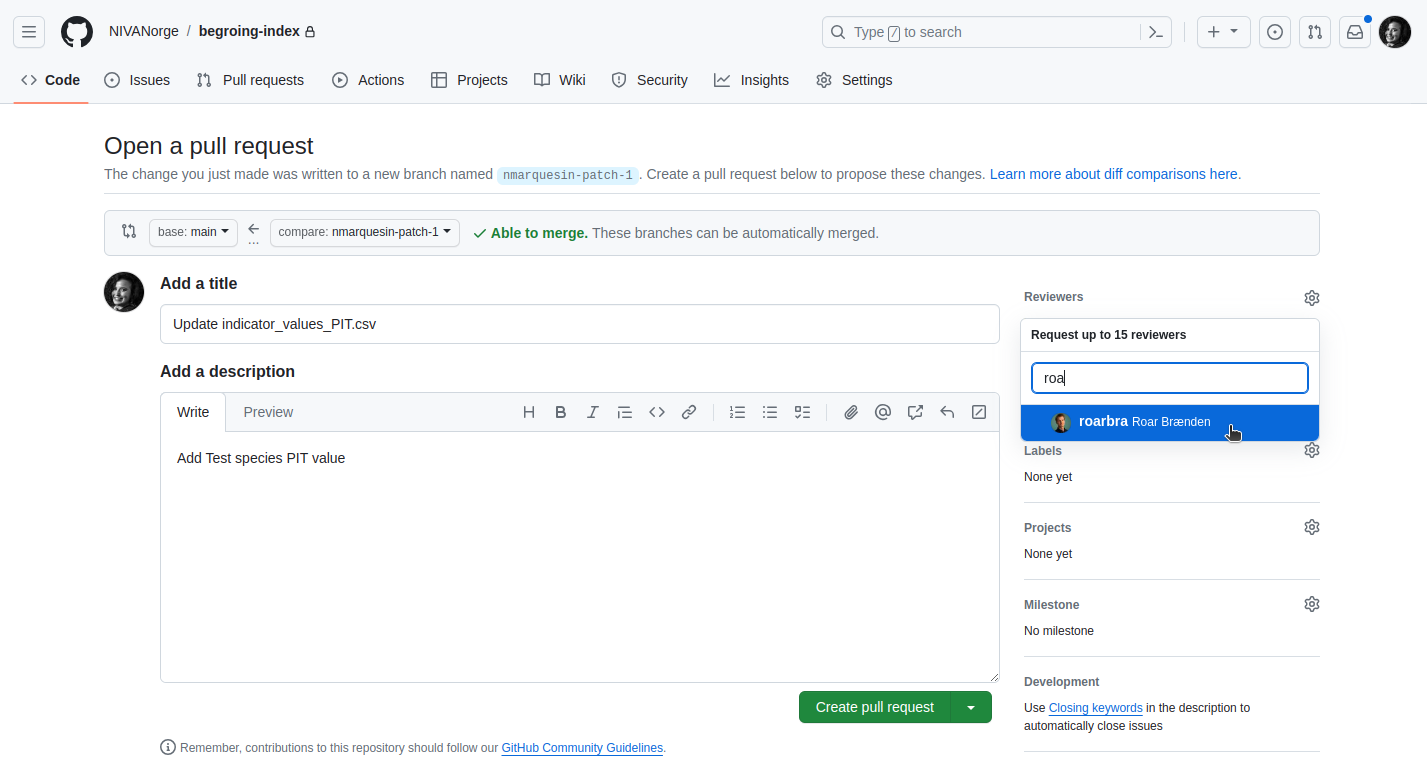 NIVANorge / begroing-index
Type / to search
Code Issues Pull requests Actions Projects Wiki Security Insights Settings
Open a pull request
The change you just made was written to a new branch named nmarquesin-patch-1. Create a pull request below to propose these changes. Learn more about diff comparisons here.
base: main ... compare: nmarquesin-patch-1 Able to merge. These branches can be automatically merged.
Add a title
Update indicator_values_PIT.csv
Add a description
Write Preview
Add Test species PIT value
Create pull request
Remember, contributions to this repository should follow our GitHub Community Guidelines.
Reviewers
Request up to 15 reviewers
roa
roarbra Roar Brænden
Labels
None yet
Projects
None yet
Milestone
No milestone
Development
Use Closing keywords in the description to
automatically close issues